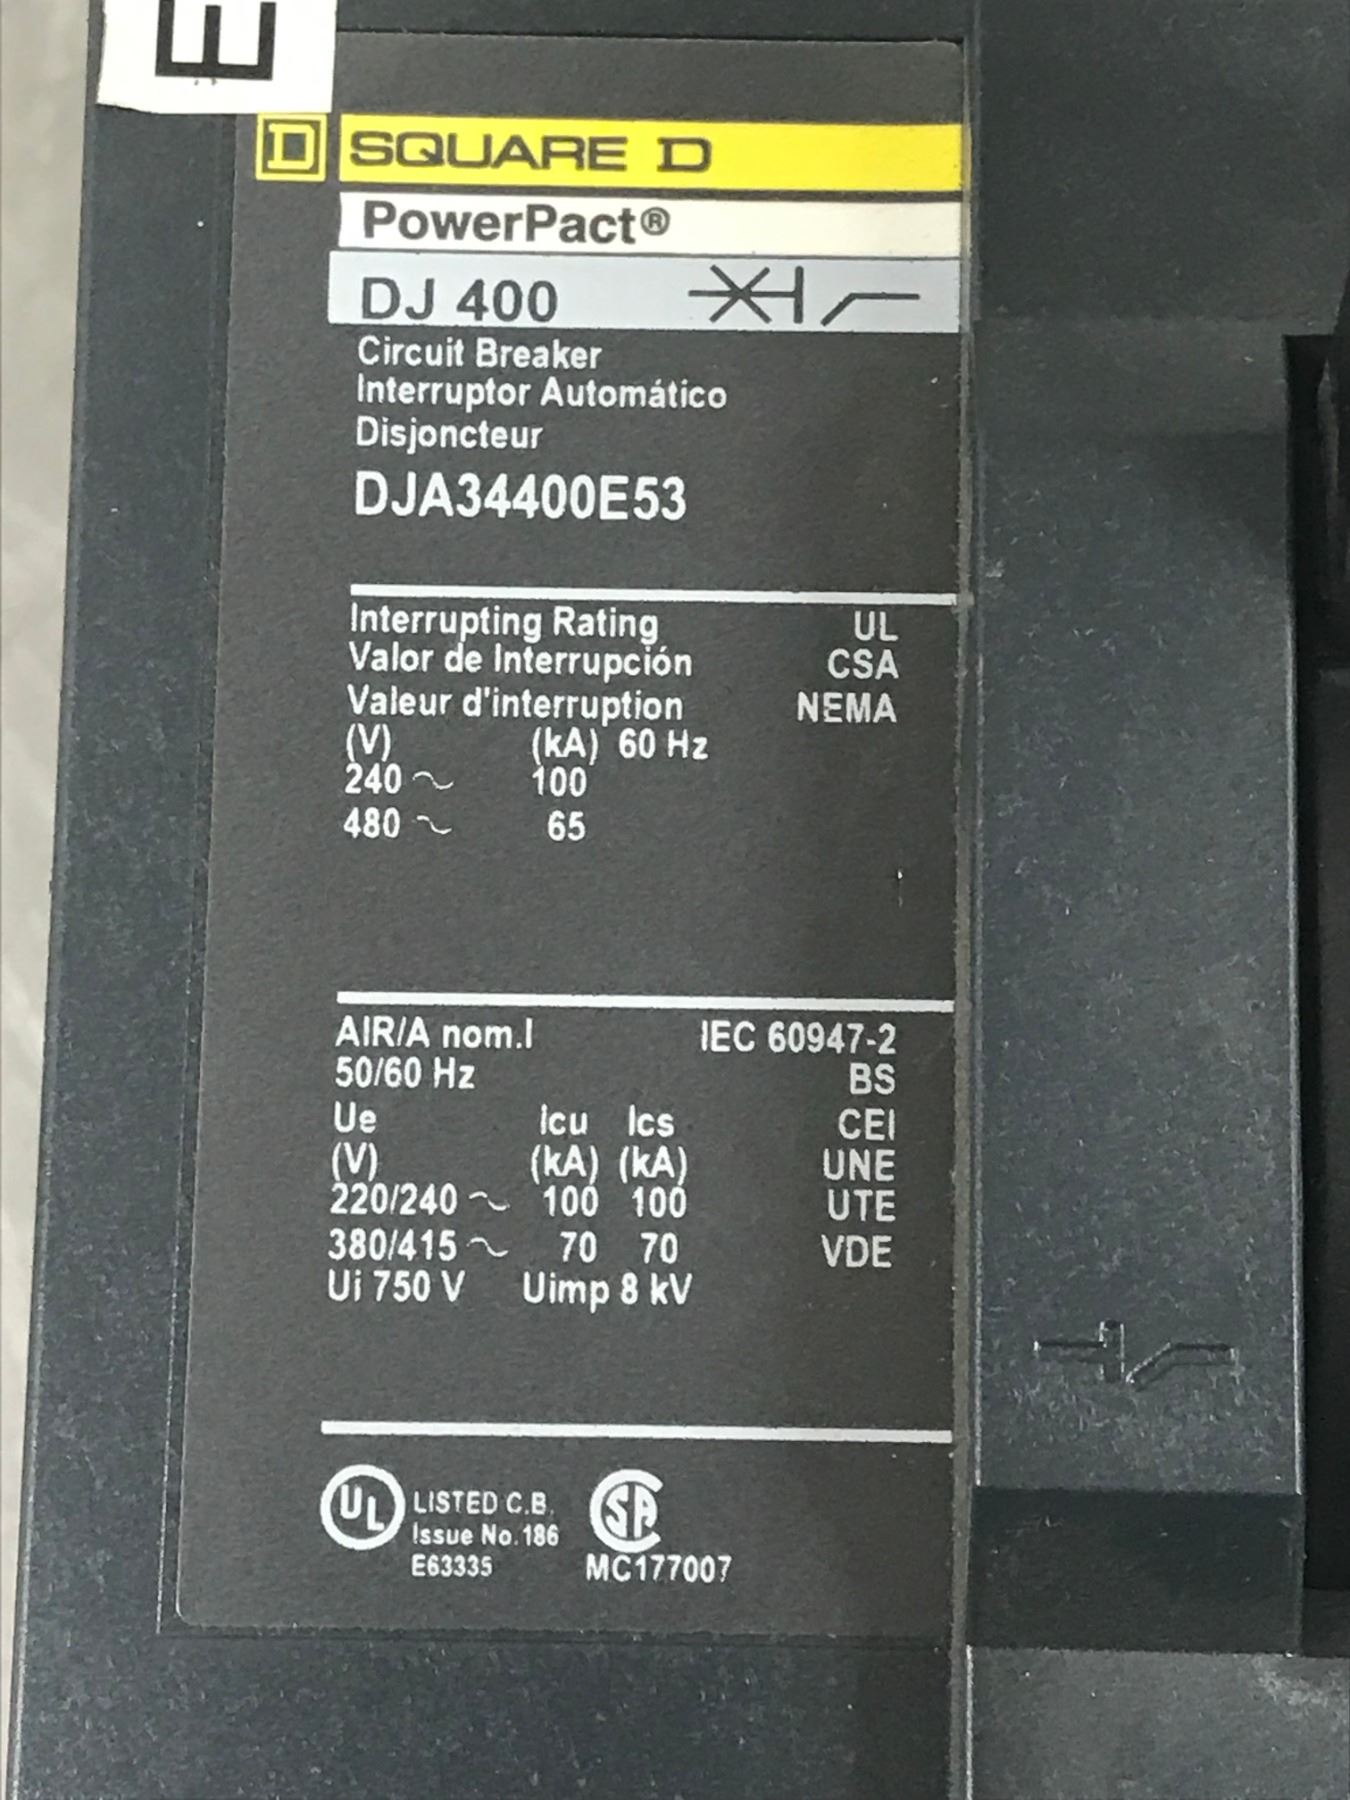 E
D SQUARE D
PowerPact®
DJ 400
Circuit Breaker
Interruptor Automático
Disjoncteur
DJA34400E53
Interrupting Rating UL
Valor de Interrupción CSA
Valeur d'interruption NEMA
(V) (kA) 60 Hz
240 ~ 100
480 ~ 65
AIR/A nom.I IEC 60947-2
50/60 Hz BS
Ue Icu Ics CEI
(V) (kA) (kA) UNE
220/240 ~ 100 100 UTE
380/415 ~ 70 70 VDE
Ui 750 V Uimp 8 kV
UL LISTED C.B. SA
Issue No. 186
E63335 MC177007